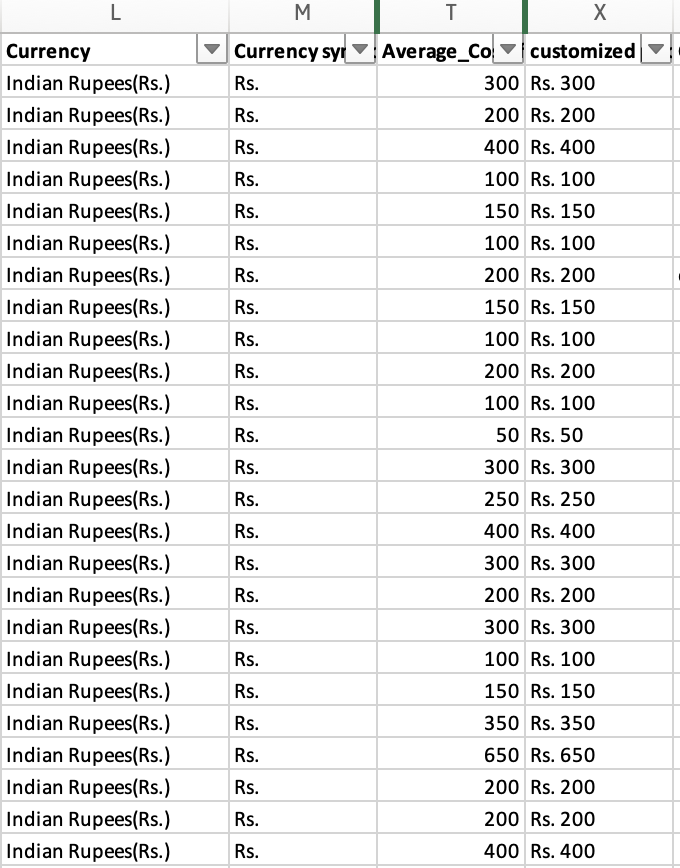 L M T X
Currency Currency syr Average_Co customized
Indian Rupees(Rs.) Rs. 300 Rs. 300
Indian Rupees(Rs.) Rs. 200 Rs. 200
Indian Rupees(Rs.) Rs. 400 Rs. 400
Indian Rupees(Rs.) Rs. 100 Rs. 100
Indian Rupees(Rs.) Rs. 150 Rs. 150
Indian Rupees(Rs.) Rs. 100 Rs. 100
Indian Rupees(Rs.) Rs. 200 Rs. 200
Indian Rupees(Rs.) Rs. 150 Rs. 150
Indian Rupees(Rs.) Rs. 100 Rs. 100
Indian Rupees(Rs.) Rs. 200 Rs. 200
Indian Rupees(Rs.) Rs. 100 Rs. 100
Indian Rupees(Rs.) Rs. 50 Rs. 50
Indian Rupees(Rs.) Rs. 300 Rs. 300
Indian Rupees(Rs.) Rs. 250 Rs. 250
Indian Rupees(Rs.) Rs. 400 Rs. 400
Indian Rupees(Rs.) Rs. 300 Rs. 300
Indian Rupees(Rs.) Rs. 200 Rs. 200
Indian Rupees(Rs.) Rs. 300 Rs. 300
Indian Rupees(Rs.) Rs. 100 Rs. 100
Indian Rupees(Rs.) Rs. 150 Rs. 150
Indian Rupees(Rs.) Rs. 350 Rs. 350
Indian Rupees(Rs.) Rs. 650 Rs. 650
Indian Rupees(Rs.) Rs. 200 Rs. 200
Indian Rupees(Rs.) Rs. 200 Rs. 200
Indian Rupees(Rs.) Rs. 400 Rs. 400